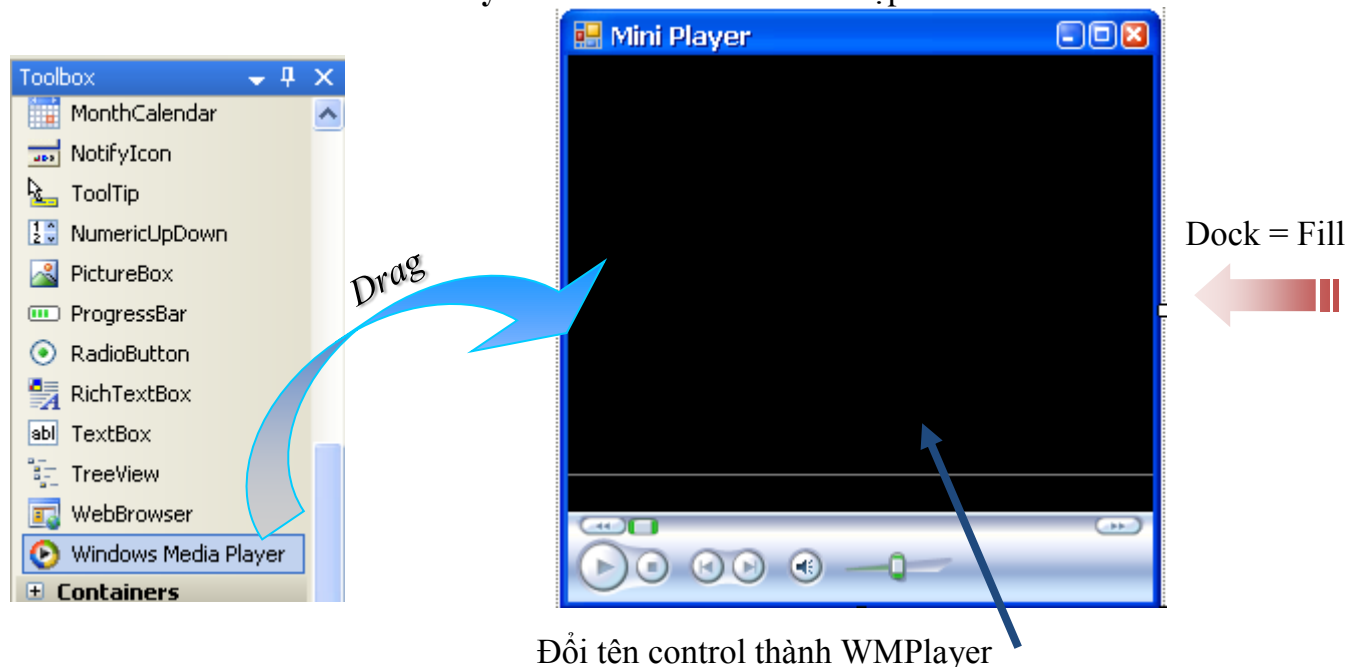 Mini Player
Toolbox
MonthCalendar
NotifyIcon
ToolTip
NumericUpDown
PictureBox
ProgressBar
RadioButton
RichTextBox
abl TextBox
TreeView
WebBrowser
Windows Media Player
Containers
Drag
Dock = Fill
Đổi tên control thành WMPlayer